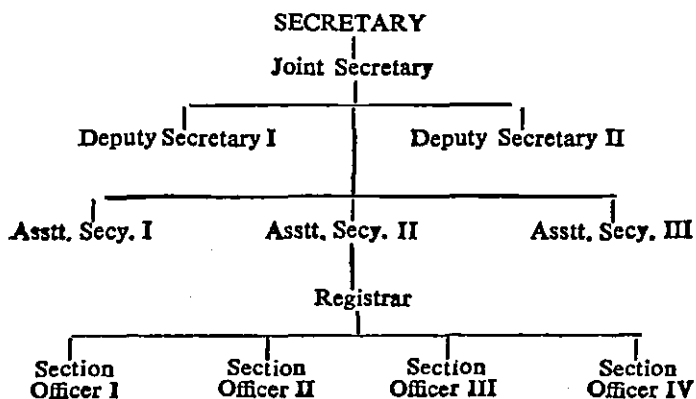 SECRETARY
Joint Secretary
Deputy Secretary I Deputy Secretary II
Asstt. Secy. I Asstt. Secy. II Asstt. Secy. III
Registrar
Section Section Section Section
Officer I Officer II Officer III Officer IV